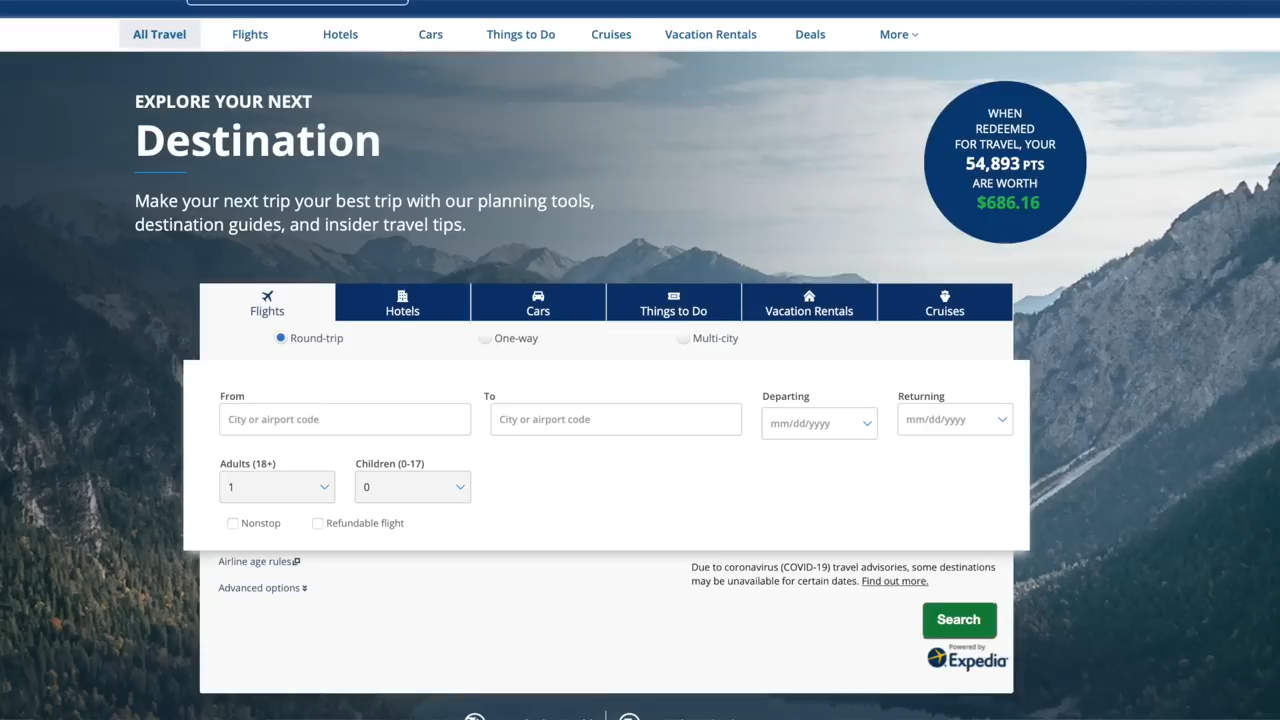 All Travel Flights Hotels Cars Things to Do Cruises Vacation Rentals Deals More
EXPLORE YOUR NEXT
Destination
Make your next trip your best trip with our planning tools,
destination guides, and insider travel tips.
WHEN
REDEEMED
FOR TRAVEL, YOUR
54,893 PTS
ARE WORTH
$686.16
Flights Hotels Cars Things to Do Vacation Rentals Cruises
Round-trip One-way Multi-city
From To Departing Returning
City or airport code City or airport code mm/dd/yyyy mm/dd/yyyy
Adults (18+) Children (0-17)
1 0
Nonstop Refundable flight
Airline age rules
Advanced options
Due to coronavirus (COVID-19) travel advisories, some destinations
may be unavailable for certain dates. Find out more.
Search
Powered by
Expedia